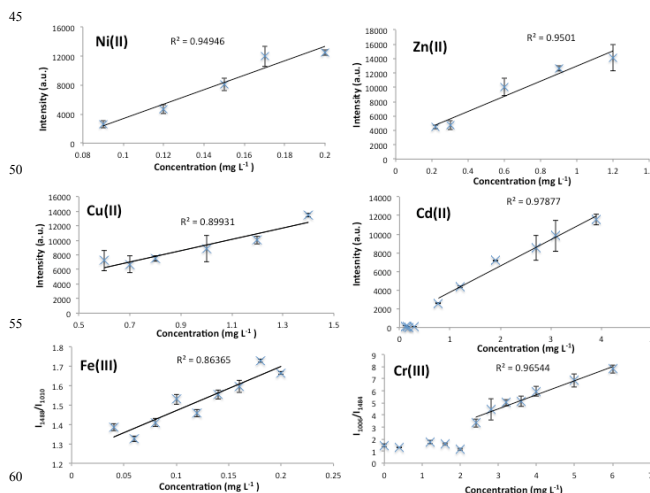 45
Ni(II)
R² = 0.94946
Intensity (a.u.)
16000
12000
8000
4000
0
0.08 0.1 0.12 0.14 0.16 0.18 0.2
Concentration (mg L⁻¹)
Zn(II)
R² = 0.9501
Intensity (a.u.)
18000
16000
14000
12000
10000
8000
6000
4000
2000
0
0 0.2 0.4 0.6 0.8 1 1.2
Concentration (mg L⁻¹)
50
Cu(II)
R² = 0.89931
Intensity (a.u.)
16000
14000
12000
10000
8000
6000
4000
2000
0
0.5 0.7 0.9 1.1 1.3 1.5
Concentration (mg L⁻¹)
Cd(II)
R² = 0.97877
Intensity (a.u.)
14000
12000
10000
8000
6000
4000
2000
0
0 1 2 3 4 5
Concentration (mg L⁻¹)
55
Fe(III)
R² = 0.86365
I₁₄₈₈/I₁₀₁₀
1.8
1.7
1.6
1.5
1.4
1.3
1.2
0 0.05 0.1 0.15 0.2 0.25
Concentration (mg L⁻¹)
Cr(III)
R² = 0.96544
I₁₀₀₆/I₁₄₈₄
9
8
7
6
5
4
3
2
1
0
0 1 2 3 4 5 6 7
Concentration (mg L⁻¹)
60